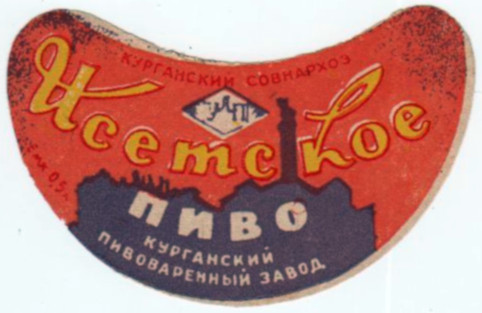 КУРГАНСКИЙ СОВНАРХОЗ
Исетское
ПИВО
КУРГАНСКИЙ
ПИВОВАРЕННЫЙ ЗАВОД